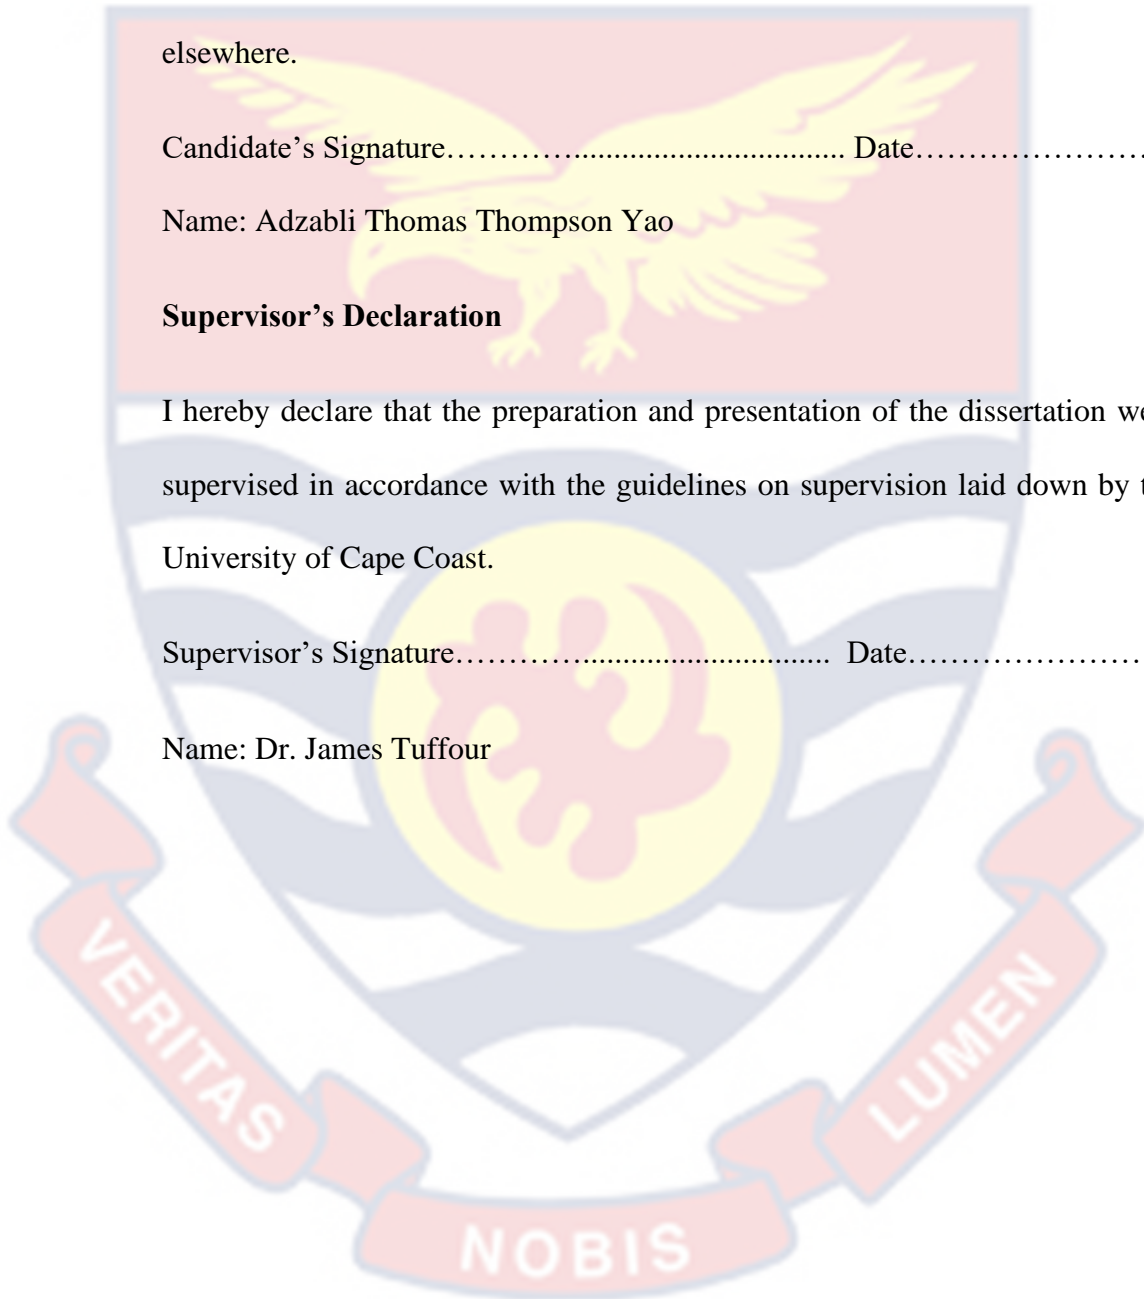 elsewhere.
Candidate’s Signature…………................................. Date…………………
Name: Adzabli Thomas Thompson Yao
Supervisor’s Declaration
I hereby declare that the preparation and presentation of the dissertation we
supervised in accordance with the guidelines on supervision laid down by t
University of Cape Coast.
Supervisor’s Signature…………............................... Date…………………
Name: Dr. James Tuffour
VERITAS
NOBIS
LUMEN